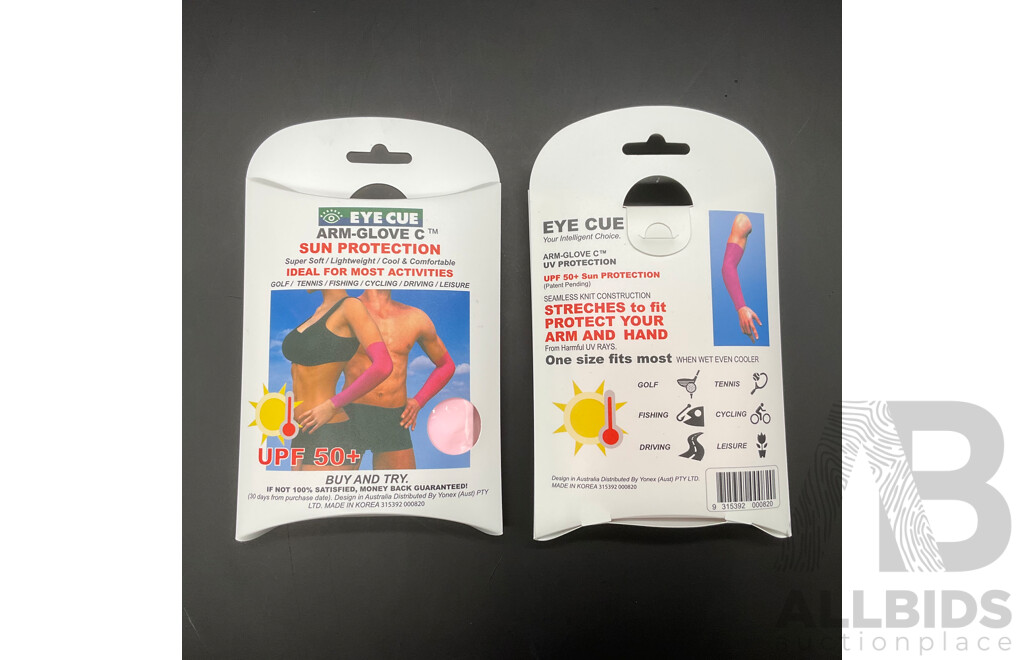 EYE CUE
ARM-GLOVE C™
SUN PROTECTION
Super Soft / Lightweight / Cool & Comfortable
IDEAL FOR MOST ACTIVITIES
GOLF / TENNIS / FISHING / CYCLING / DRIVING / LEISURE
UPF 50+
BUY AND TRY.
IF NOT 100% SATISFIED, MONEY BACK GUARANTEED!
(30 days from purchase date). Design in Australia Distributed By Yonex (Aust) PTY
LTD. MADE IN KOREA 315392 000820
EYE CUE
Your Intelligent Choice.
ARM-GLOVE C™
UV PROTECTION
UPF 50+ Sun PROTECTION
(Patent Pending)
SEAMLESS KNIT CONSTRUCTION
STRECHES to fit
PROTECT YOUR
ARM AND HAND
From Harmful UV RAYS.
One size fits most WHEN WET EVEN COOLER
GOLF TENNIS
FISHING CYCLING
DRIVING LEISURE
Design in Australia Distributed By Yonex (Aust) PTY LTD.
MADE IN KOREA 315392 000820
9 315392 000820
AB
ALLBIDS
auctionplace